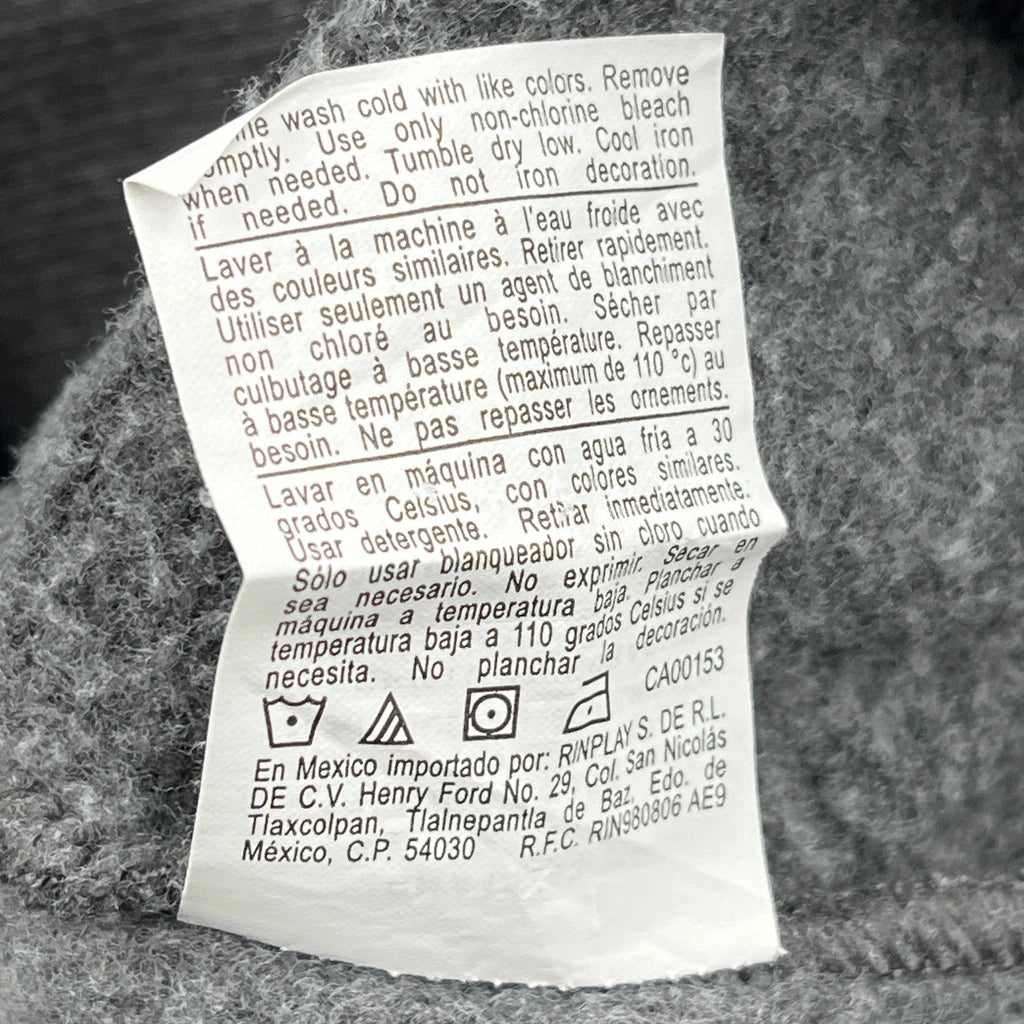 wash cold with like colors. Remove
Use only non-chlorine bleach
when needed. Tumble dry low. Cool iron
if needed. Do not iron decoration.
Laver à la machine à l'eau froide avec
des couleurs similaires. Retirer rapidement.
Utiliser seulement un agent de blanchiment
non chloré au besoin. Sécher par
culbutage à basse température. Repasser
à basse température (maximum de 110 °c) au
besoin. Ne pas repasser les ornements.
Lavar en máquina con agua fría a 30
grados Celsius, con colores similares.
Usar detergente. Retirar inmediatamente.
Sólo usar blanqueador sin cloro cuando
sea necesario. No exprimir. Secar en
máquina a temperatura baja. Planchar a
temperatura baja a 110 grados Celsius si se
necesita. No planchar la decoración.
CA00153
En Mexico importado por: RINPLAY S. DE R.L.
DE C.V. Henry Ford No. 29, Col. San Nicolás
Tlaxcolpan, Tlalnepantla de Baz, Edo. de
México, C.P. 54030 R.F.C. RIN980806 AE9